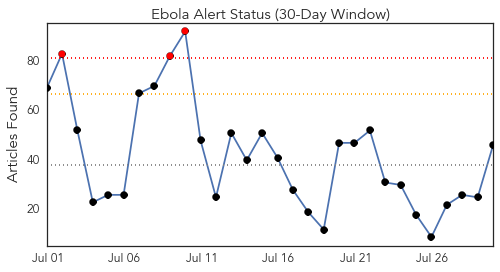 Ebola Alert Status (30-Day Window)
Articles Found
80
60
40
20
Jul 01 Jul 06 Jul 11 Jul 16 Jul 21 Jul 26